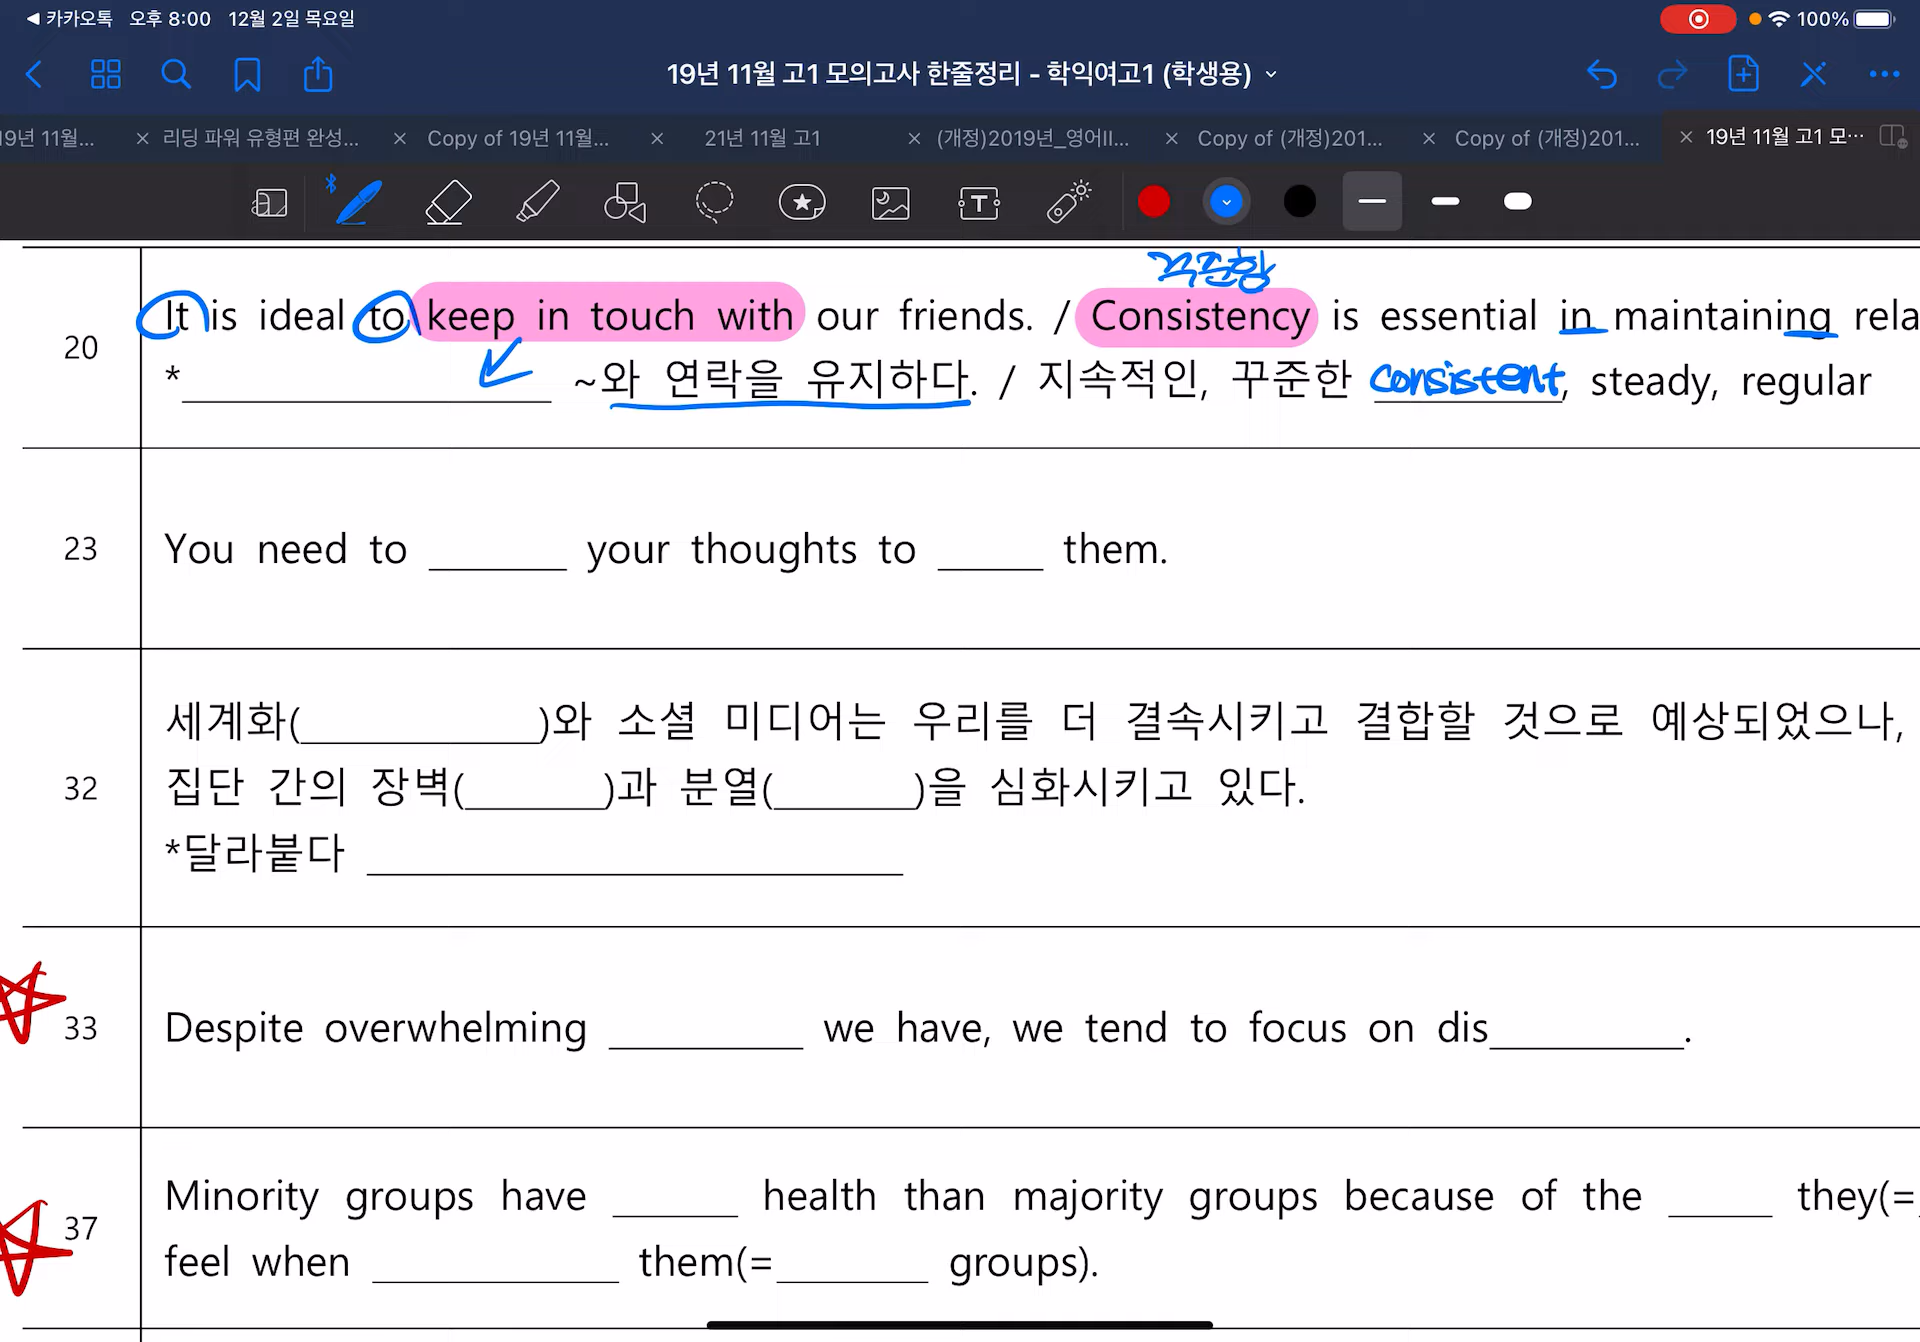 ◀ 카카오톡 오후 8:00 12월 2일 목요일 100%
19년 11월 고1 모의고사 한줄정리 - 학익여고1 (학생용)
19년 11월... × 리딩 파워 유형편 완성... × Copy of 19년 11월... × 21년 11월 고1 × (개정)2019년_영어II... × Copy of (개정)201... × Copy of (개정)201... × 19년 11월 고1 모...
꾸준함
20 It is ideal to keep in touch with our friends. / Consistency is essential in maintaining rela
* ~와 연락을 유지하다. / 지속적인, 꾸준한 consistent, steady, regular
23 You need to ______ your thoughts to ______ them.
세계화(__________)와 소셜 미디어는 우리를 더 결속시키고 결합할 것으로 예상되었으나,
32 집단 간의 장벽(______)과 분열(______)을 심화시키고 있다.
*달라붙다 ____________________
33 Despite overwhelming ________ we have, we tend to focus on dis________.
37 Minority groups have ______ health than majority groups because of the _____ they(=
feel when __________ them(=______ groups).